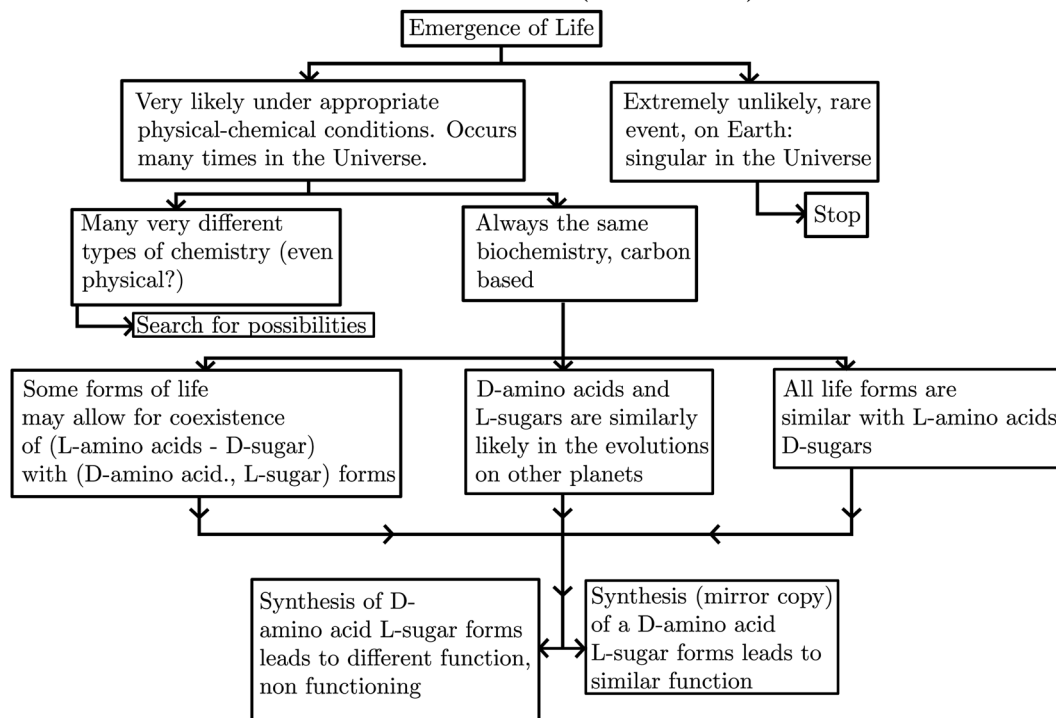 Emergence of Life
Very likely under appropriate
physical-chemical conditions. Occurs
many times in the Universe.
Extremely unlikely, rare
event, on Earth:
singular in the Universe
Stop
Many very different
types of chemistry (even
physical?)
Always the same
biochemistry, carbon
based
Search for possibilities
Some forms of life
may allow for coexistence
of (L-amino acids - D-sugar)
with (D-amino acid., L-sugar) forms
D-amino acids and
L-sugars are similarly
likely in the evolutions
on other planets
All life forms are
similar with L-amino acids
D-sugars
Synthesis of D-
amino acid L-sugar forms
leads to different function,
non functioning
Synthesis (mirror copy)
of a D-amino acid
L-sugar forms leads to
similar function